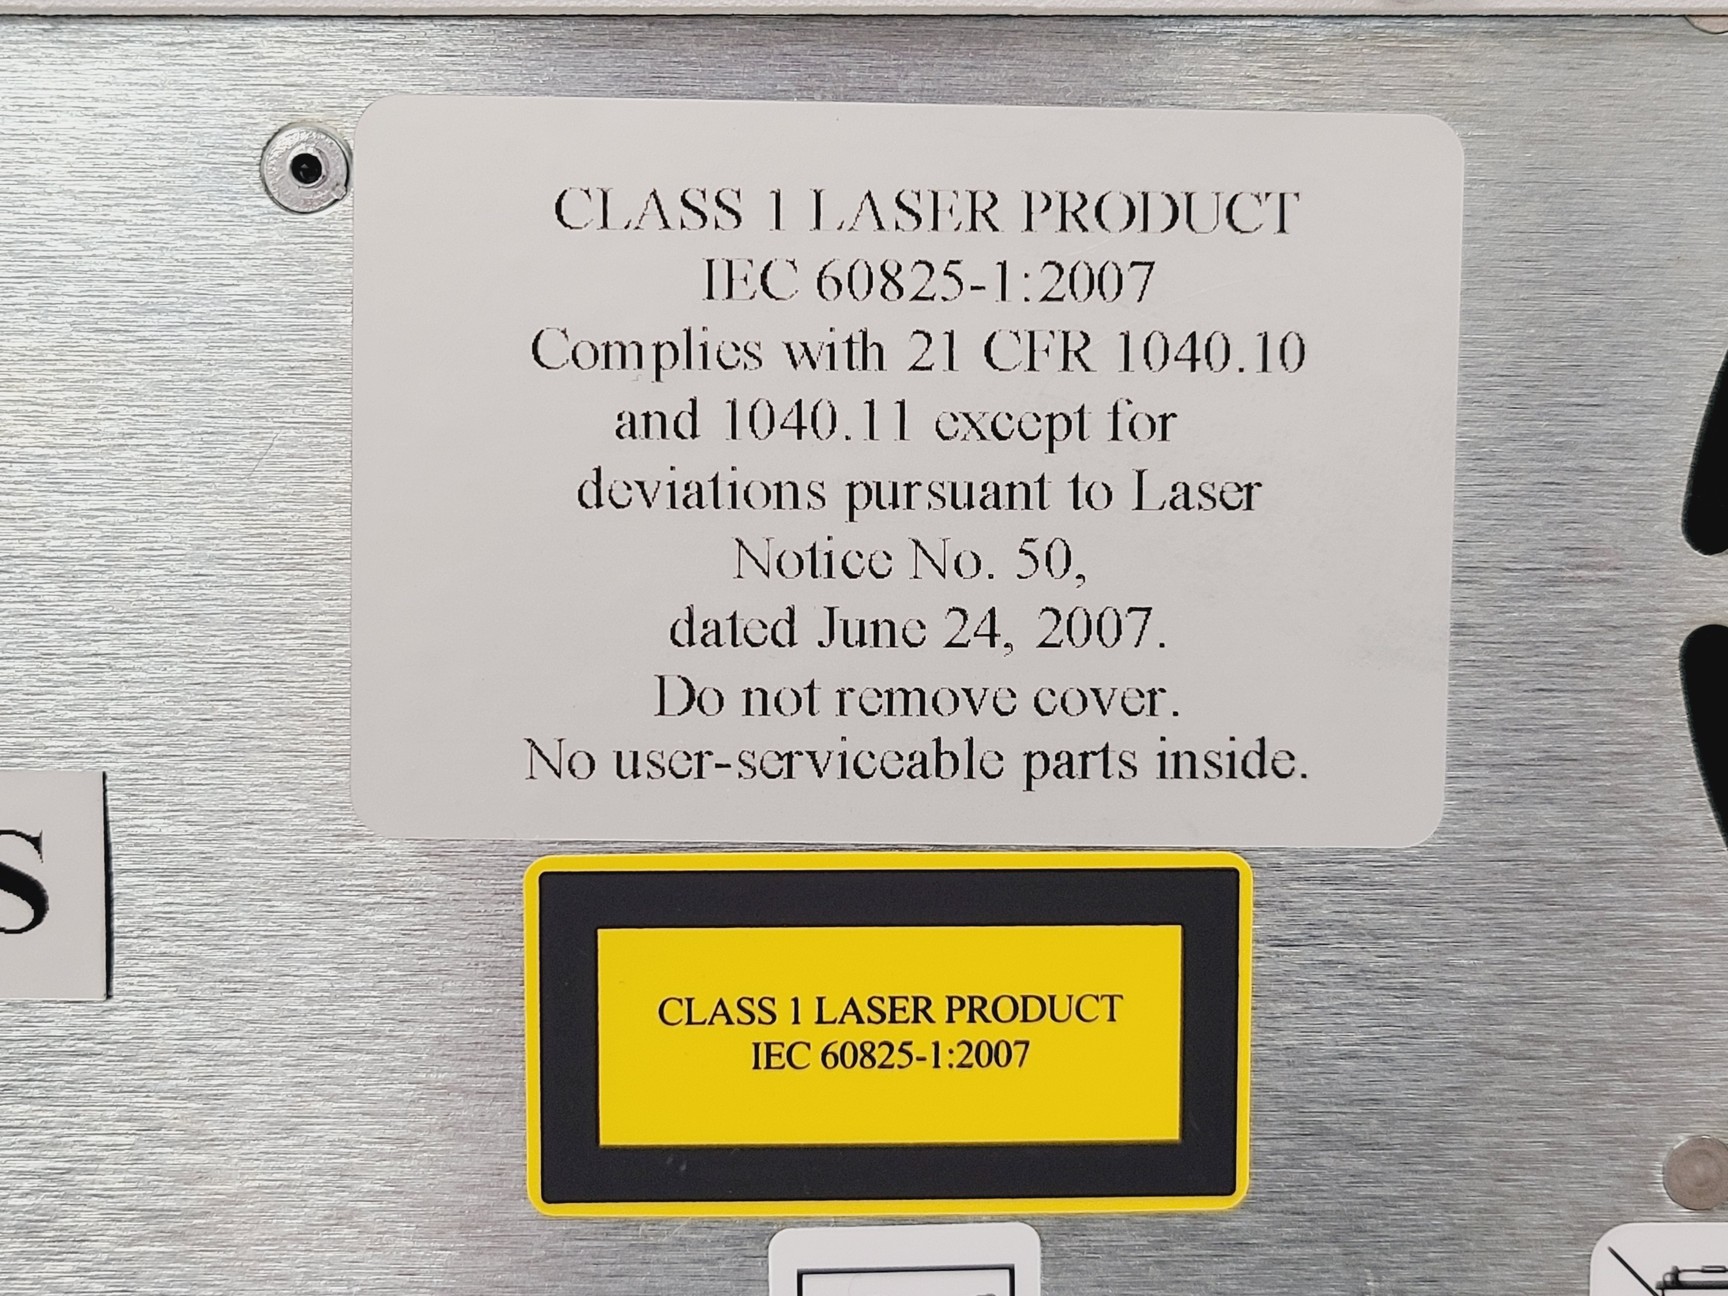 CLASS 1 LASER PRODUCT
IEC 60825-1:2007
Complies with 21 CFR 1040.10
and 1040.11 except for
deviations pursuant to Laser
Notice No. 50,
dated June 24, 2007.
Do not remove cover.
No user-serviceable parts inside.
S
CLASS 1 LASER PRODUCT
IEC 60825-1:2007